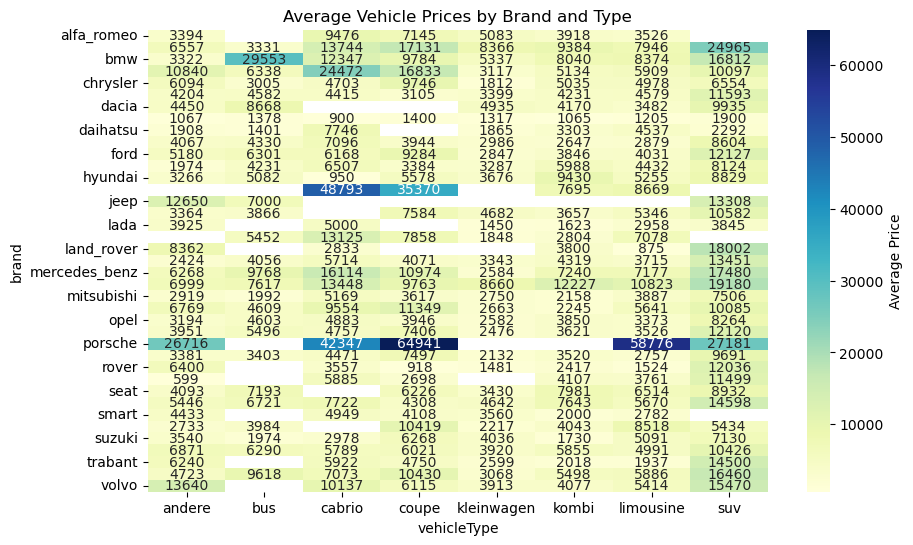 Average Vehicle Prices by Brand and Type
alfa_romeo 3394 9476 7145 5083 3918 3526
6557 3331 13744 17131 8366 9384 7946 24965
bmw 3322 29553 12347 9784 5337 8040 8374 16812
10840 6338 24472 16833 3117 5134 5909 10097
chrysler 6094 3005 4703 9746 1812 5035 4978 6554
4204 4582 4415 3105 3399 4231 4579 11593
dacia 4450 8668 4935 4170 3482 9935
1067 1378 900 1400 1317 1065 1205 1900
daihatsu 1908 1401 7746 1865 3303 4537 2292
4067 4330 7096 3944 2986 2647 2879 8604
ford 5180 6301 6168 9284 2847 3846 4031 12127
1974 4231 6507 3384 3287 5988 4432 8124
hyundai 3266 5082 950 5578 3676 9430 5255 8829
48793 35370 7695 8669
jeep 12650 7000 13308
3364 3866 7584 4682 3657 5346 10582
lada 3925 5000 1450 1623 2958 3845
5452 13125 7858 1848 2804 7078
land_rover 8362 2833 3800 875 18002
2424 4056 5714 4071 3343 4319 3715 13451
mercedes_benz 6268 9768 16114 10974 2584 7240 7177 17480
6999 7617 13448 9763 8660 12227 10823 19180
mitsubishi 2919 1992 5169 3617 2750 2158 3887 7506
6769 4609 9554 11349 2663 2245 5641 10085
opel 3194 4603 4883 3946 2582 3850 3373 8264
3951 5496 4757 7406 2476 3621 3526 12120
porsche 26716 42347 64941 58776 27181
3381 3403 4471 7497 2132 3520 2757 9691
rover 6400 3557 918 1481 2417 1524 12036
599 5885 2698 4107 3761 11499
seat 4093 7193 6226 3430 7981 6514 8932
5446 6721 7722 4308 4642 7643 5670 14598
smart 4433 4949 4108 3560 2000 2782
2733 3984 10419 2217 4043 8518 5434
suzuki 3540 1974 2978 6268 4036 1730 5091 7130
6871 6290 5789 6021 3920 5855 4991 10426
trabant 6240 5922 4750 2599 2018 1937 14500
4723 9618 7073 10430 3068 5498 5886 16460
volvo 13640 10137 6115 3913 4077 5414 15470
andere bus cabrio coupe kleinwagen kombi limousine suv
vehicleType
brand
60000
50000
40000
30000
20000
10000
Average Price